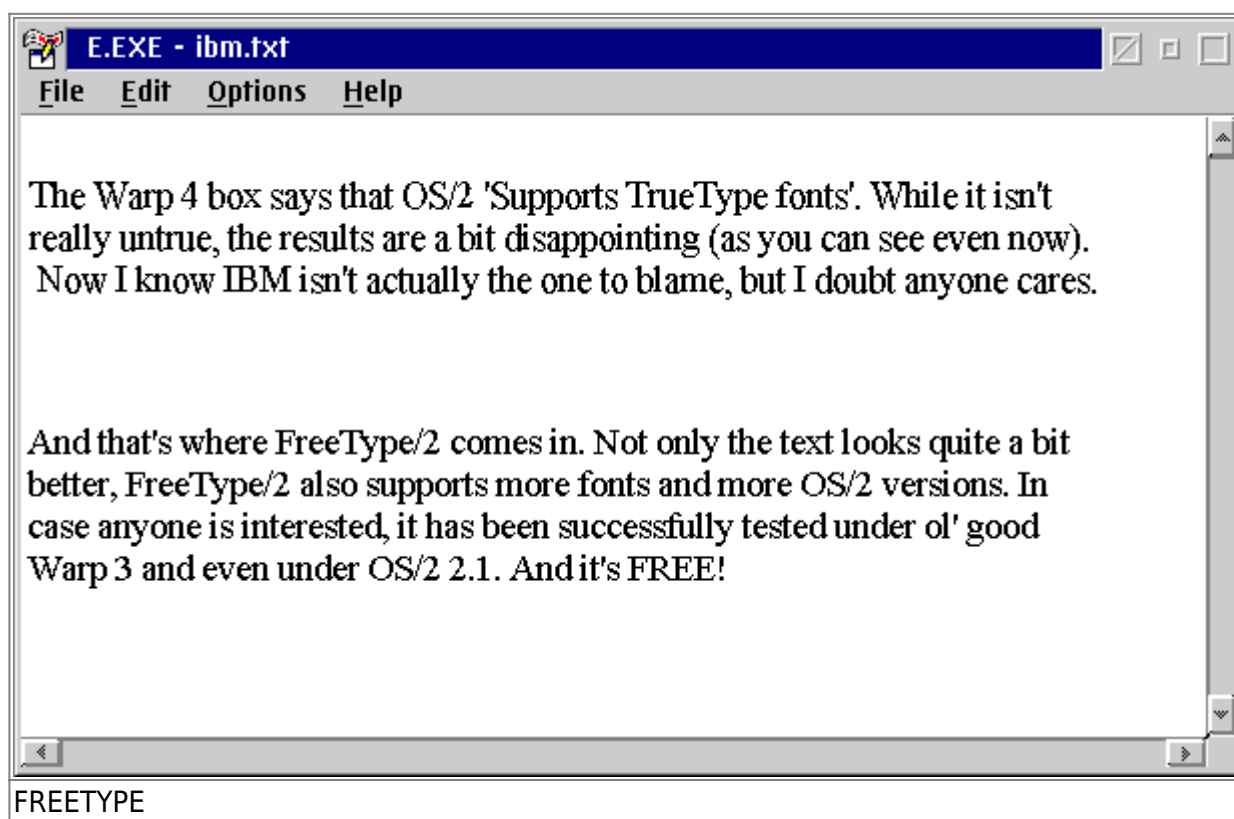 E.EXE - ibm.txt
File Edit Options Help
The Warp 4 box says that OS/2 'Supports TrueType fonts'. While it isn't
really untrue, the results are a bit disappointing (as you can see even now).
Now I know IBM isn't actually the one to blame, but I doubt anyone cares.
And that's where FreeType/2 comes in. Not only the text looks quite a bit
better, FreeType/2 also supports more fonts and more OS/2 versions. In
case anyone is interested, it has been successfully tested under ol' good
Warp 3 and even under OS/2 2.1. And it's FREE!
FREETYPE